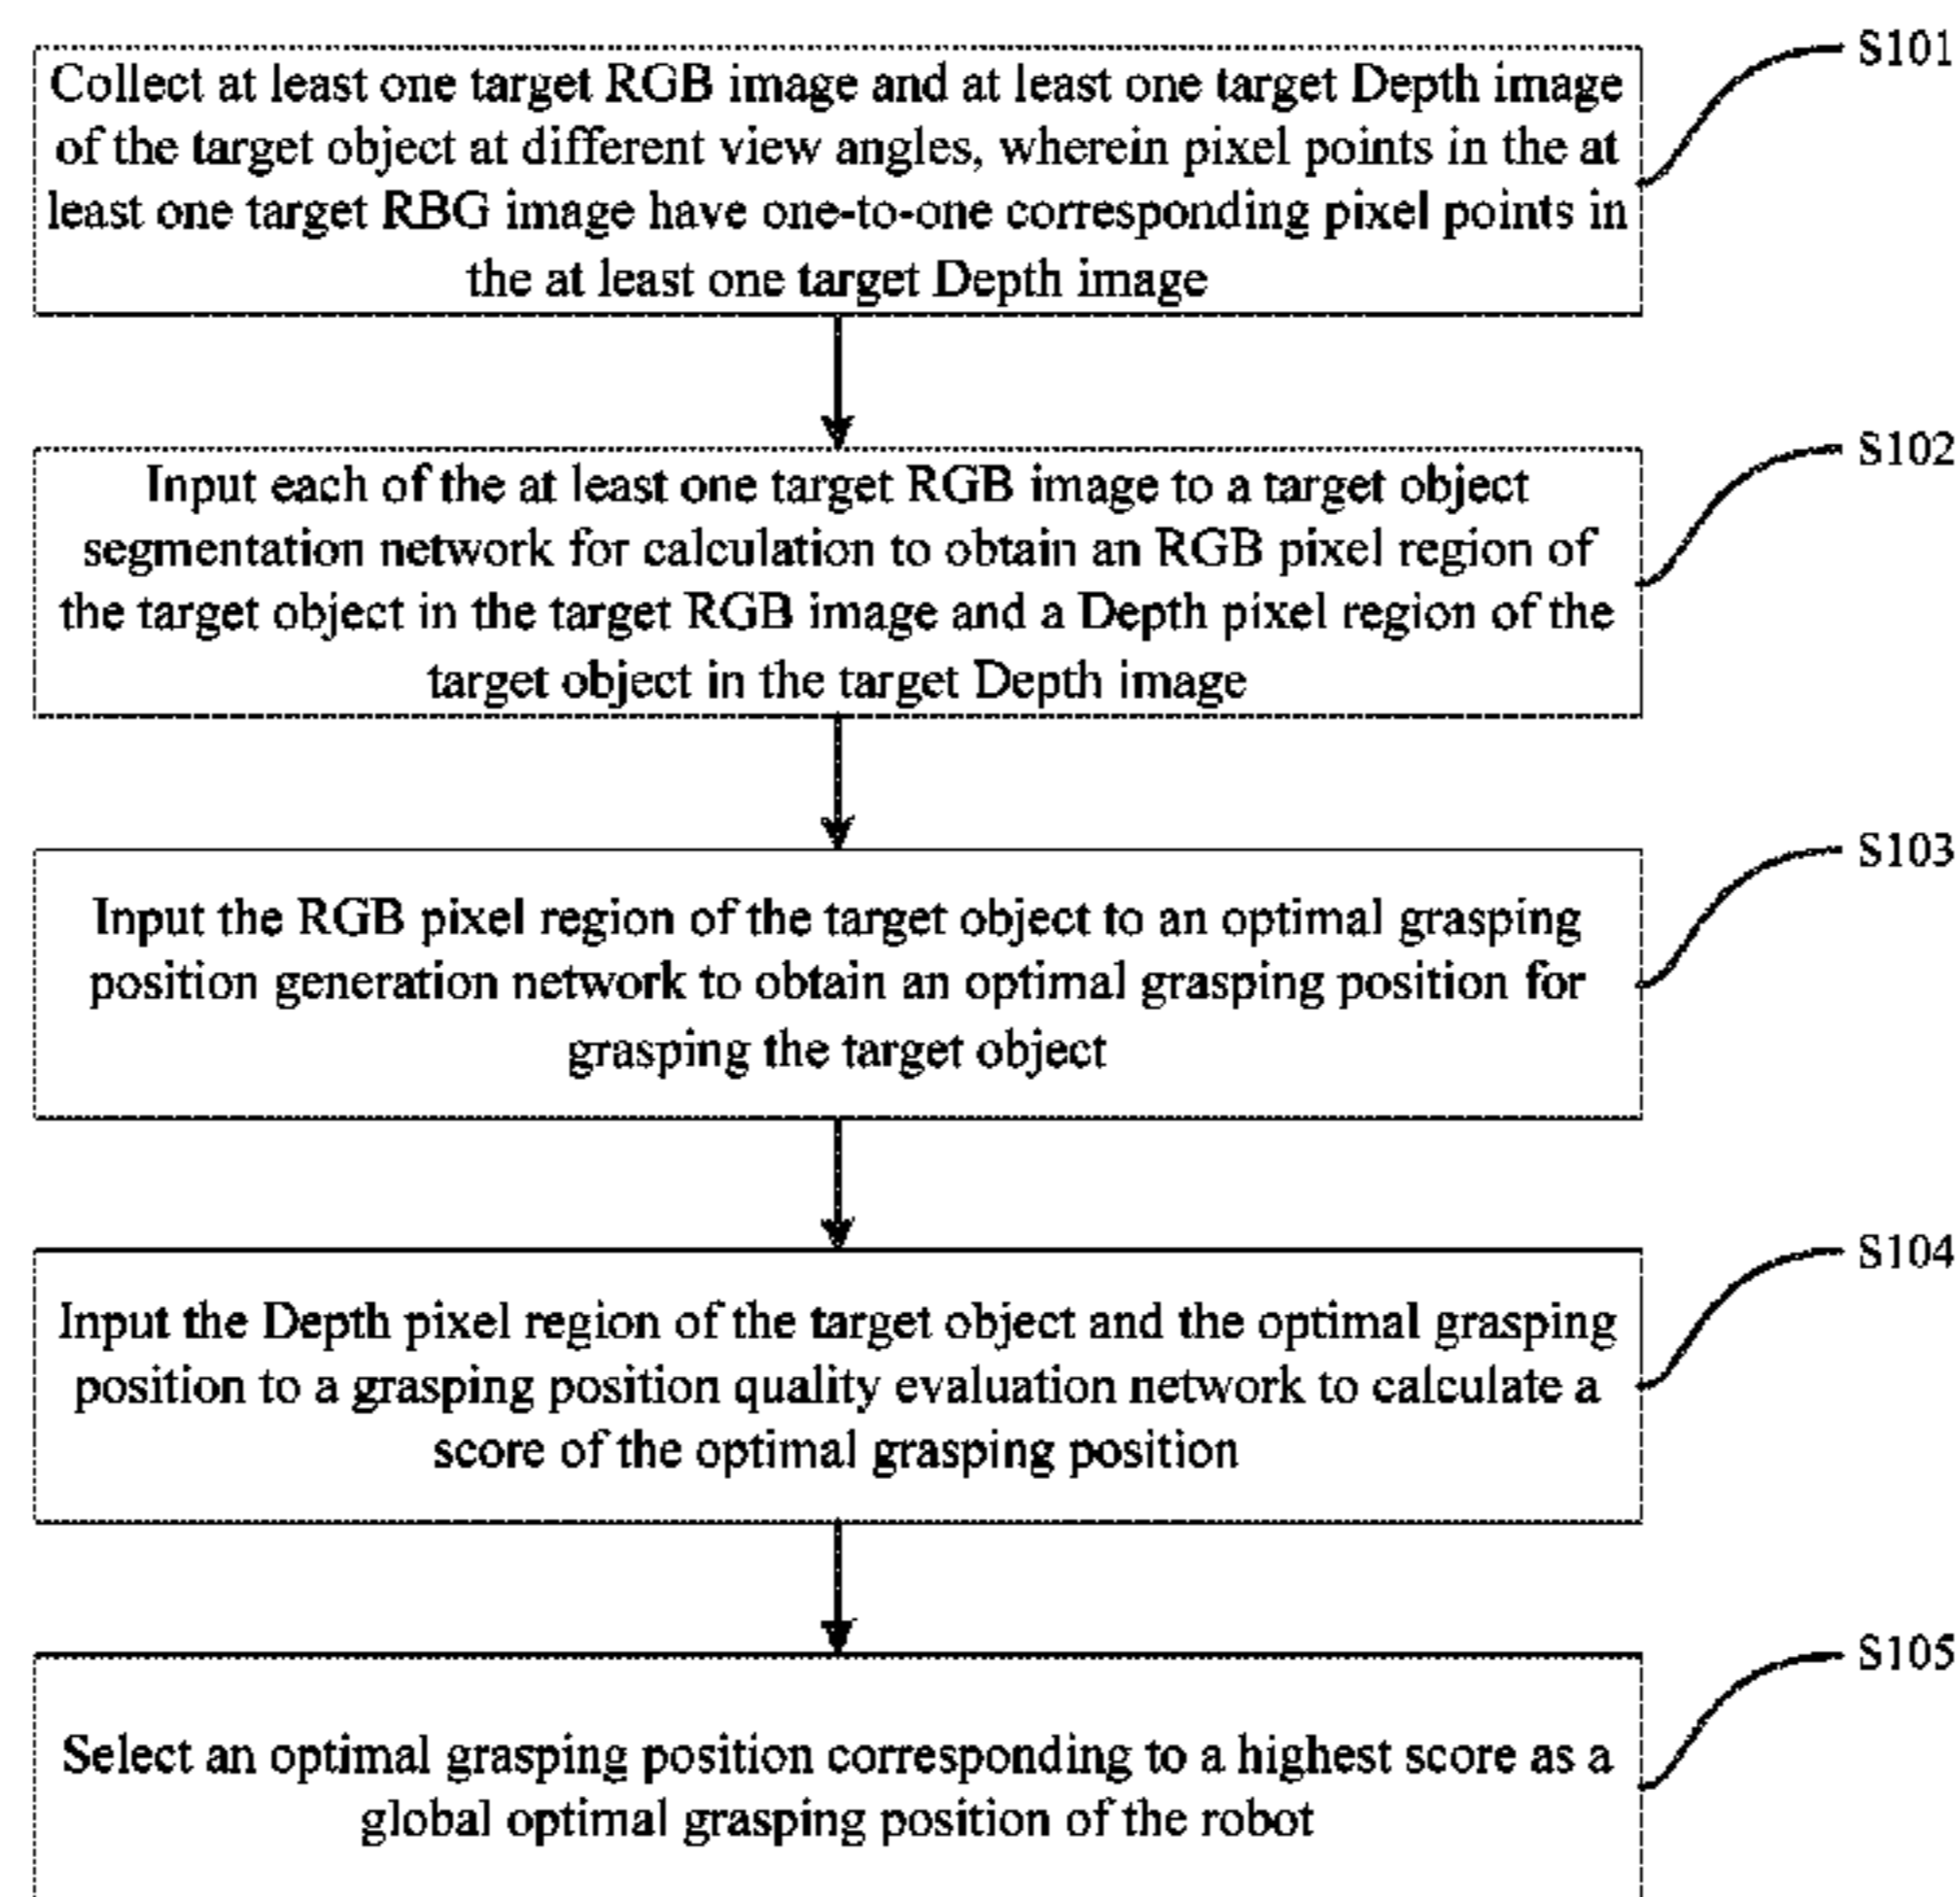 S101
Collect at least one target RGB image and at least one target Depth image
of the target object at different view angles, wherein pixel points in the at
least one target RBG image have one-to-one corresponding pixel points in
the at least one target Depth image
S102
Input each of the at least one target RGB image to a target object
segmentation network for calculation to obtain an RGB pixel region of
the target object in the target RGB image and a Depth pixel region of the
target object in the target Depth image
S103
Input the RGB pixel region of the target object to an optimal grasping
position generation network to obtain an optimal grasping position for
grasping the target object
S104
Input the Depth pixel region of the target object and the optimal grasping
position to a grasping position quality evaluation network to calculate a
score of the optimal grasping position
S105
Select an optimal grasping position corresponding to a highest score as a
global optimal grasping position of the robot